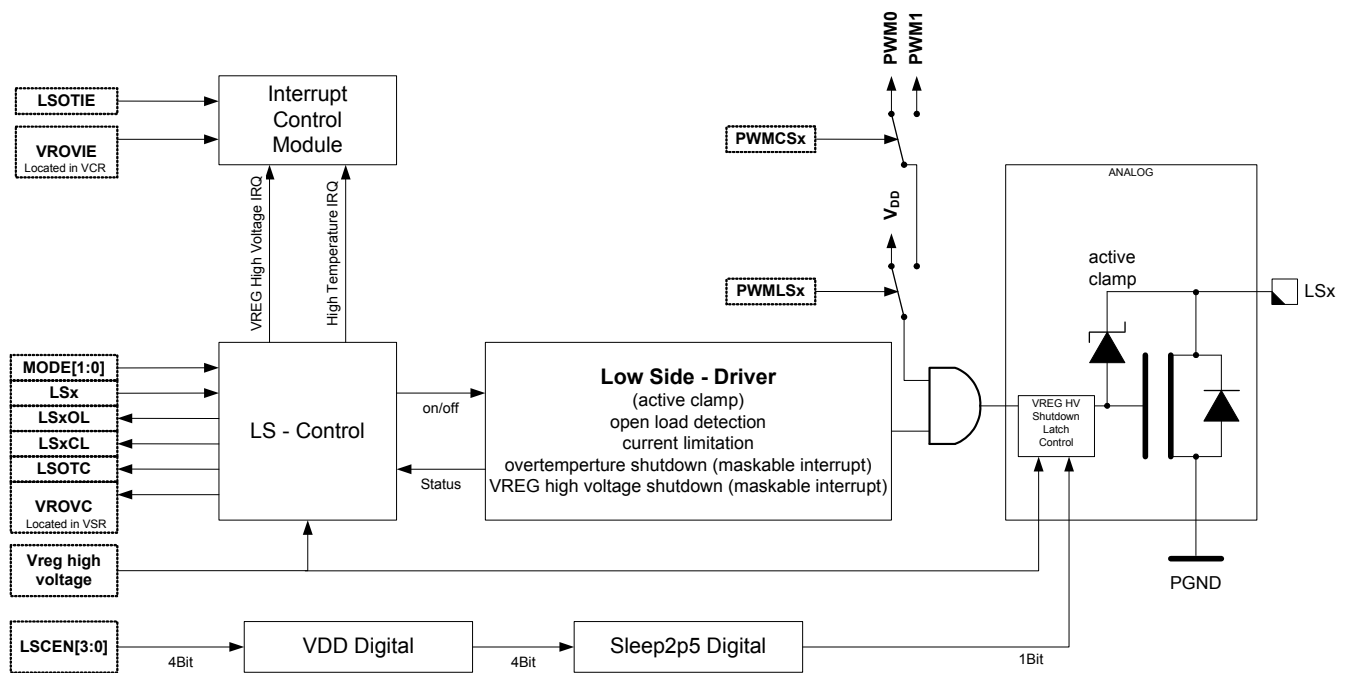 PWM0
PWM1
LSOTIE
VROVIE
Located in VCR
Interrupt
Control
Module
PWMCSx
VREG High Voltage IRQ
High Temperature IRQ
VDD
PWMLSx
ANALOG
active
clamp
LSx
MODE[1:0]
LSx
LSxOL
LSxCL
LSOTC
VROVC
Located in VSR
LS - Control
on/off
Status
Low Side - Driver
(active clamp)
open load detection
current limitation
overtemperture shutdown (maskable interrupt)
VREG high voltage shutdown (maskable interrupt)
VREG HV
Shutdown
Latch
Control
PGND
Vreg high
voltage
LSCEN[3:0]
4Bit
VDD Digital
4Bit
Sleep2p5 Digital
1Bit